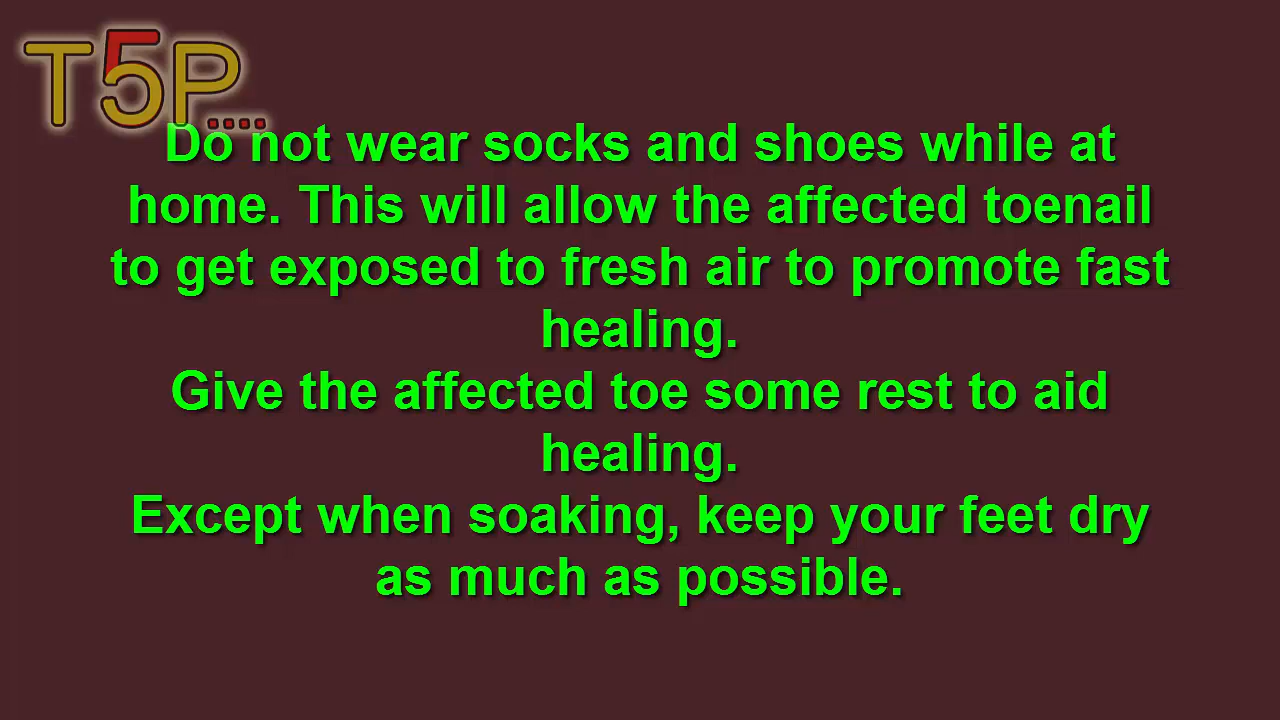 T5P....
Do not wear socks and shoes while at
home. This will allow the affected toenail
to get exposed to fresh air to promote fast
healing.
Give the affected toe some rest to aid
healing.
Except when soaking, keep your feet dry
as much as possible.